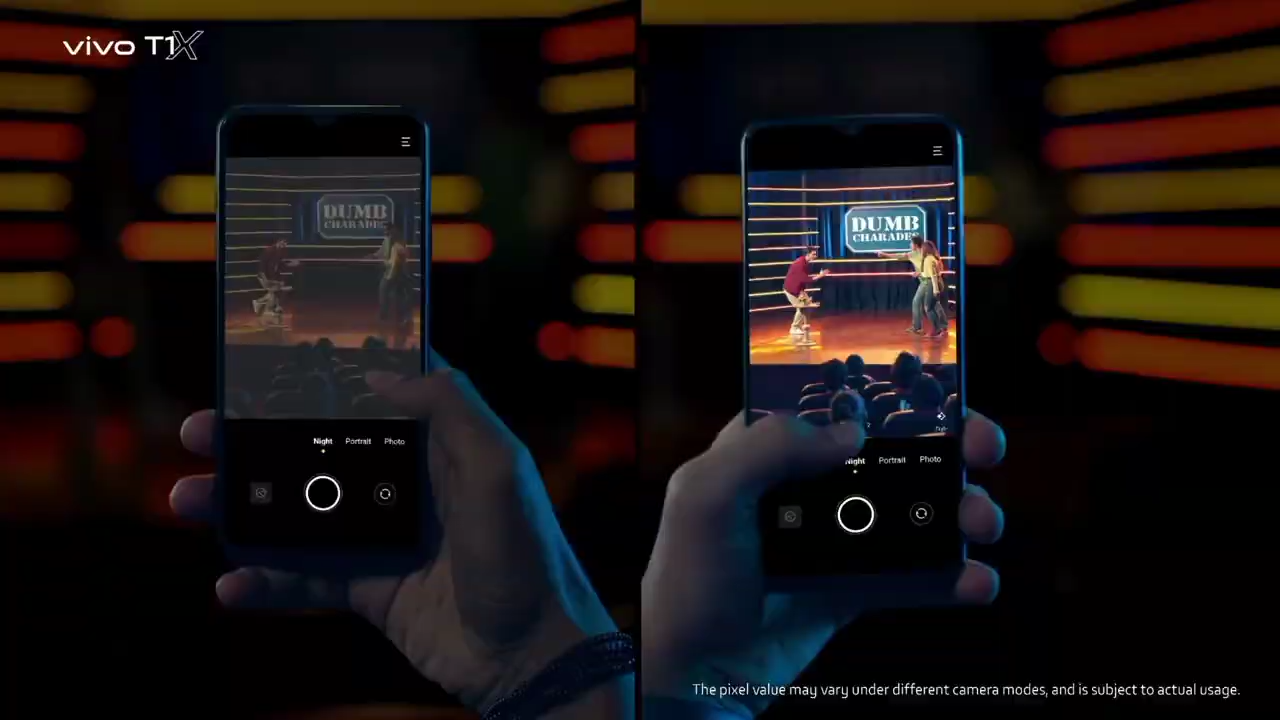 vivo T1X
DUMB
CHARADES
Night Portrait Photo
DUMB
CHARADES
Night Portrait Photo
The pixel value may vary under different camera modes, and is subject to actual usage.